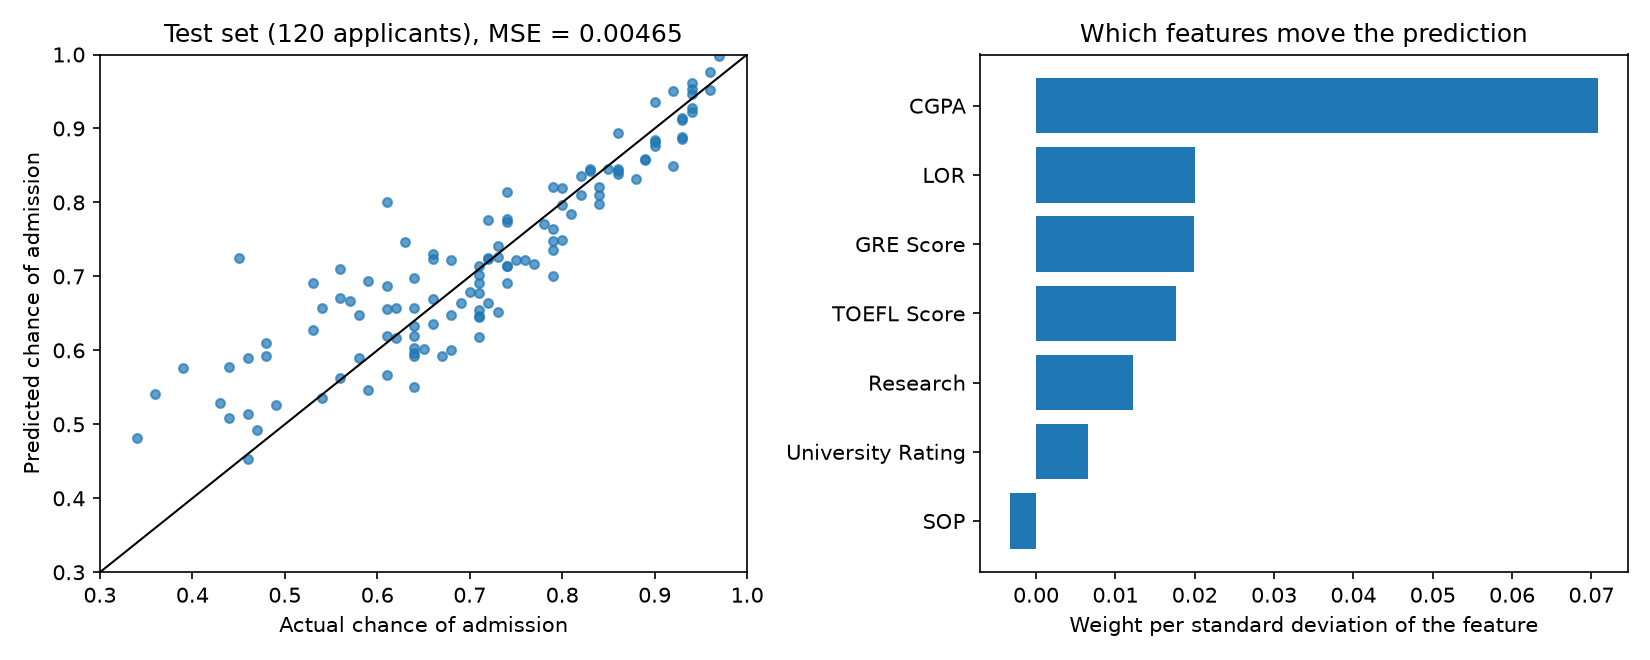 Test set (120 applicants), MSE = 0.00465
Predicted chance of admission
1.0
0.9
0.8
0.7
0.6
0.5
0.4
0.3
0.3 0.4 0.5 0.6 0.7 0.8 0.9 1.0
Actual chance of admission
Which features move the prediction
CGPA
LOR
GRE Score
TOEFL Score
Research
University Rating
SOP
0.00 0.01 0.02 0.03 0.04 0.05 0.06 0.07
Weight per standard deviation of the feature